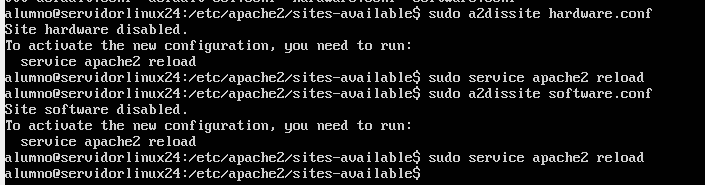 alumno@servidorlinux24:/etc/apache2/sites-available$ sudo a2dissite hardware.conf
Site hardware disabled.
To activate the new configuration, you need to run:
  service apache2 reload
alumno@servidorlinux24:/etc/apache2/sites-available$ sudo service apache2 reload
alumno@servidorlinux24:/etc/apache2/sites-available$ sudo a2dissite software.conf
Site software disabled.
To activate the new configuration, you need to run:
  service apache2 reload
alumno@servidorlinux24:/etc/apache2/sites-available$ sudo service apache2 reload
alumno@servidorlinux24:/etc/apache2/sites-available$